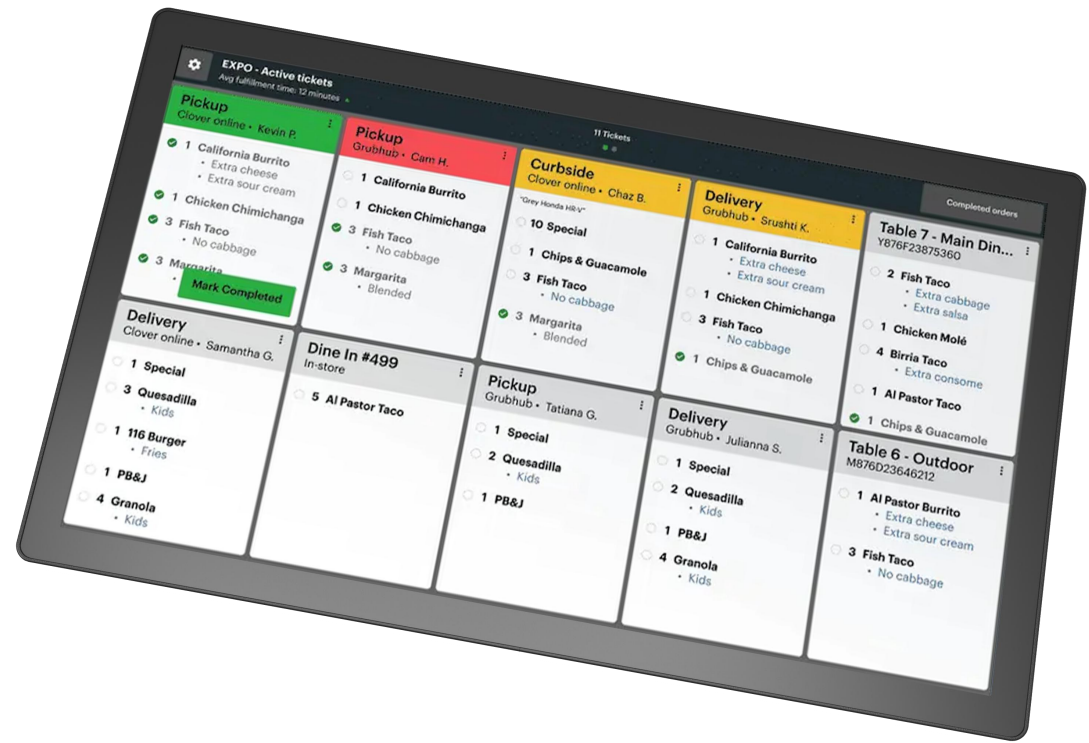 EXPO - Active tickets
Avg fulfillment time: 12 minutes
11 Tickets
Completed orders
Pickup
Clover online • Kevin P.
1 California Burrito
• Extra cheese
• Extra sour cream
1 Chicken Chimichanga
3 Fish Taco
• No cabbage
3 Margarita
Mark Completed
Pickup
Grubhub • Cam H.
1 California Burrito
1 Chicken Chimichanga
3 Fish Taco
• No cabbage
3 Margarita
• Blended
Curbside
Clover online • Chaz B.
"Grey Honda HR-V"
10 Special
1 Chips & Guacamole
3 Fish Taco
• No cabbage
3 Margarita
• Blended
Delivery
Grubhub • Srushti K.
1 California Burrito
• Extra cheese
• Extra sour cream
1 Chicken Chimichanga
3 Fish Taco
• No cabbage
1 Chips & Guacamole
Table 7 - Main Din...
Y876F23875360
2 Fish Taco
• Extra cabbage
• Extra salsa
1 Chicken Molé
4 Birria Taco
• Extra consome
1 Al Pastor Taco
1 Chips & Guacamole
Delivery
Clover online • Samantha G.
1 Special
3 Quesadilla
• Kids
1 116 Burger
• Fries
1 PB&J
4 Granola
• Kids
Dine In #499
In-store
5 Al Pastor Taco
Pickup
Grubhub • Tatiana G.
1 Special
2 Quesadilla
• Kids
1 PB&J
Delivery
Grubhub • Julianna S.
1 Special
2 Quesadilla
• Kids
1 PB&J
4 Granola
• Kids
Table 6 - Outdoor
M876D23646212
1 Al Pastor Burrito
• Extra cheese
• Extra sour cream
3 Fish Taco
• No cabbage